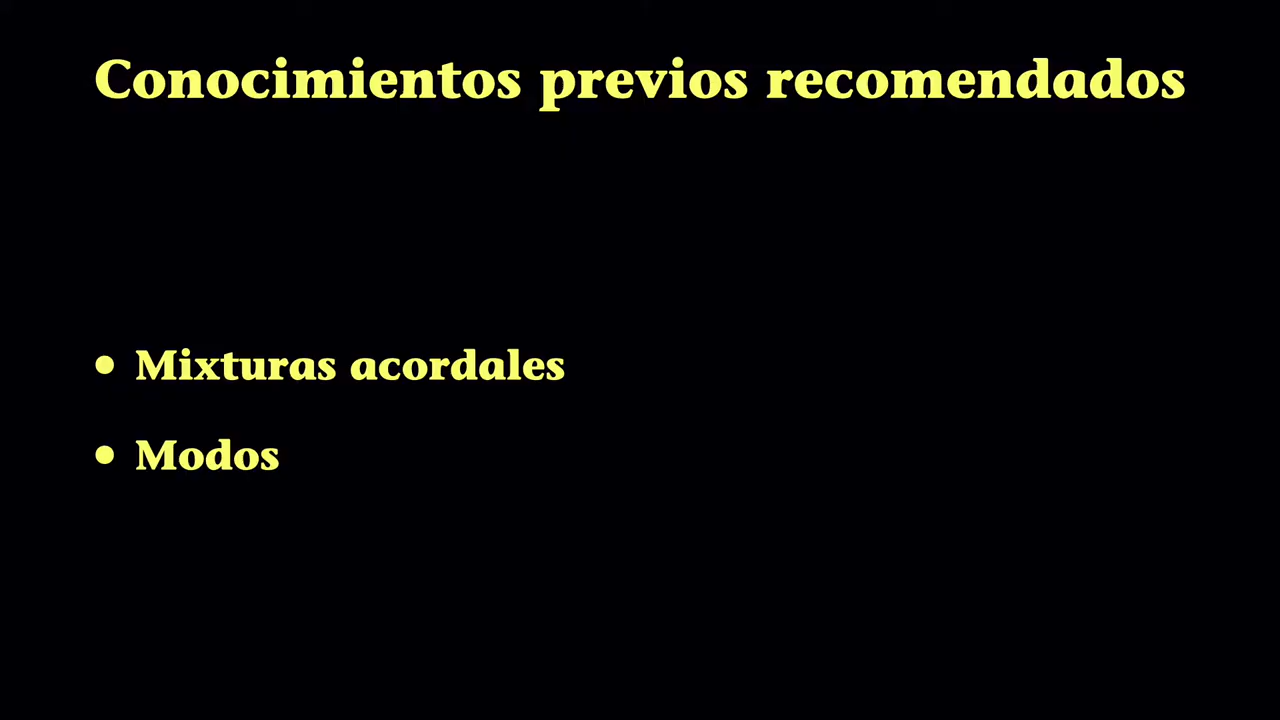 Conocimientos previos recomendados
• Mixturas acordales
• Modos